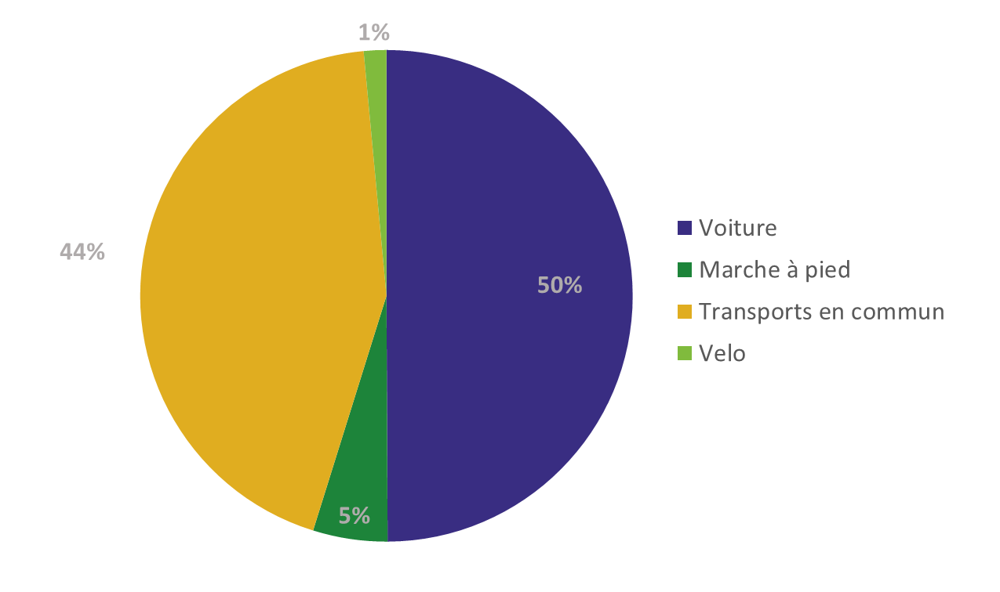 1%
44%
50%
5%
Voiture
Marche à pied
Transports en commun
Velo